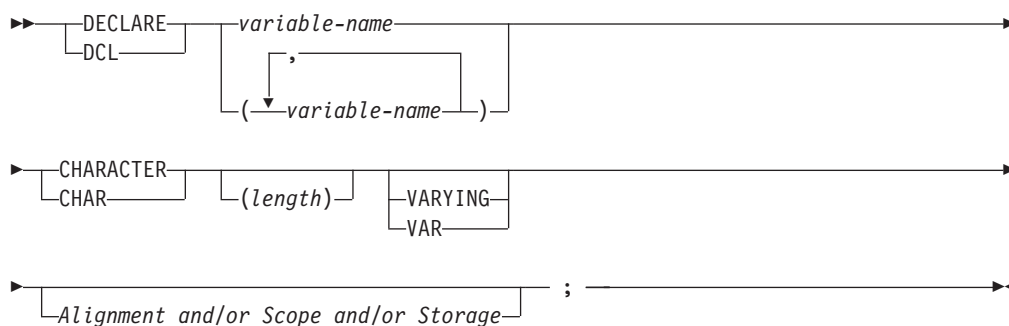 DECLARE variable-name
DCL
,
( variable-name )
CHARACTER
CHAR (length) VARYING
VAR
;
Alignment and/or Scope and/or Storage